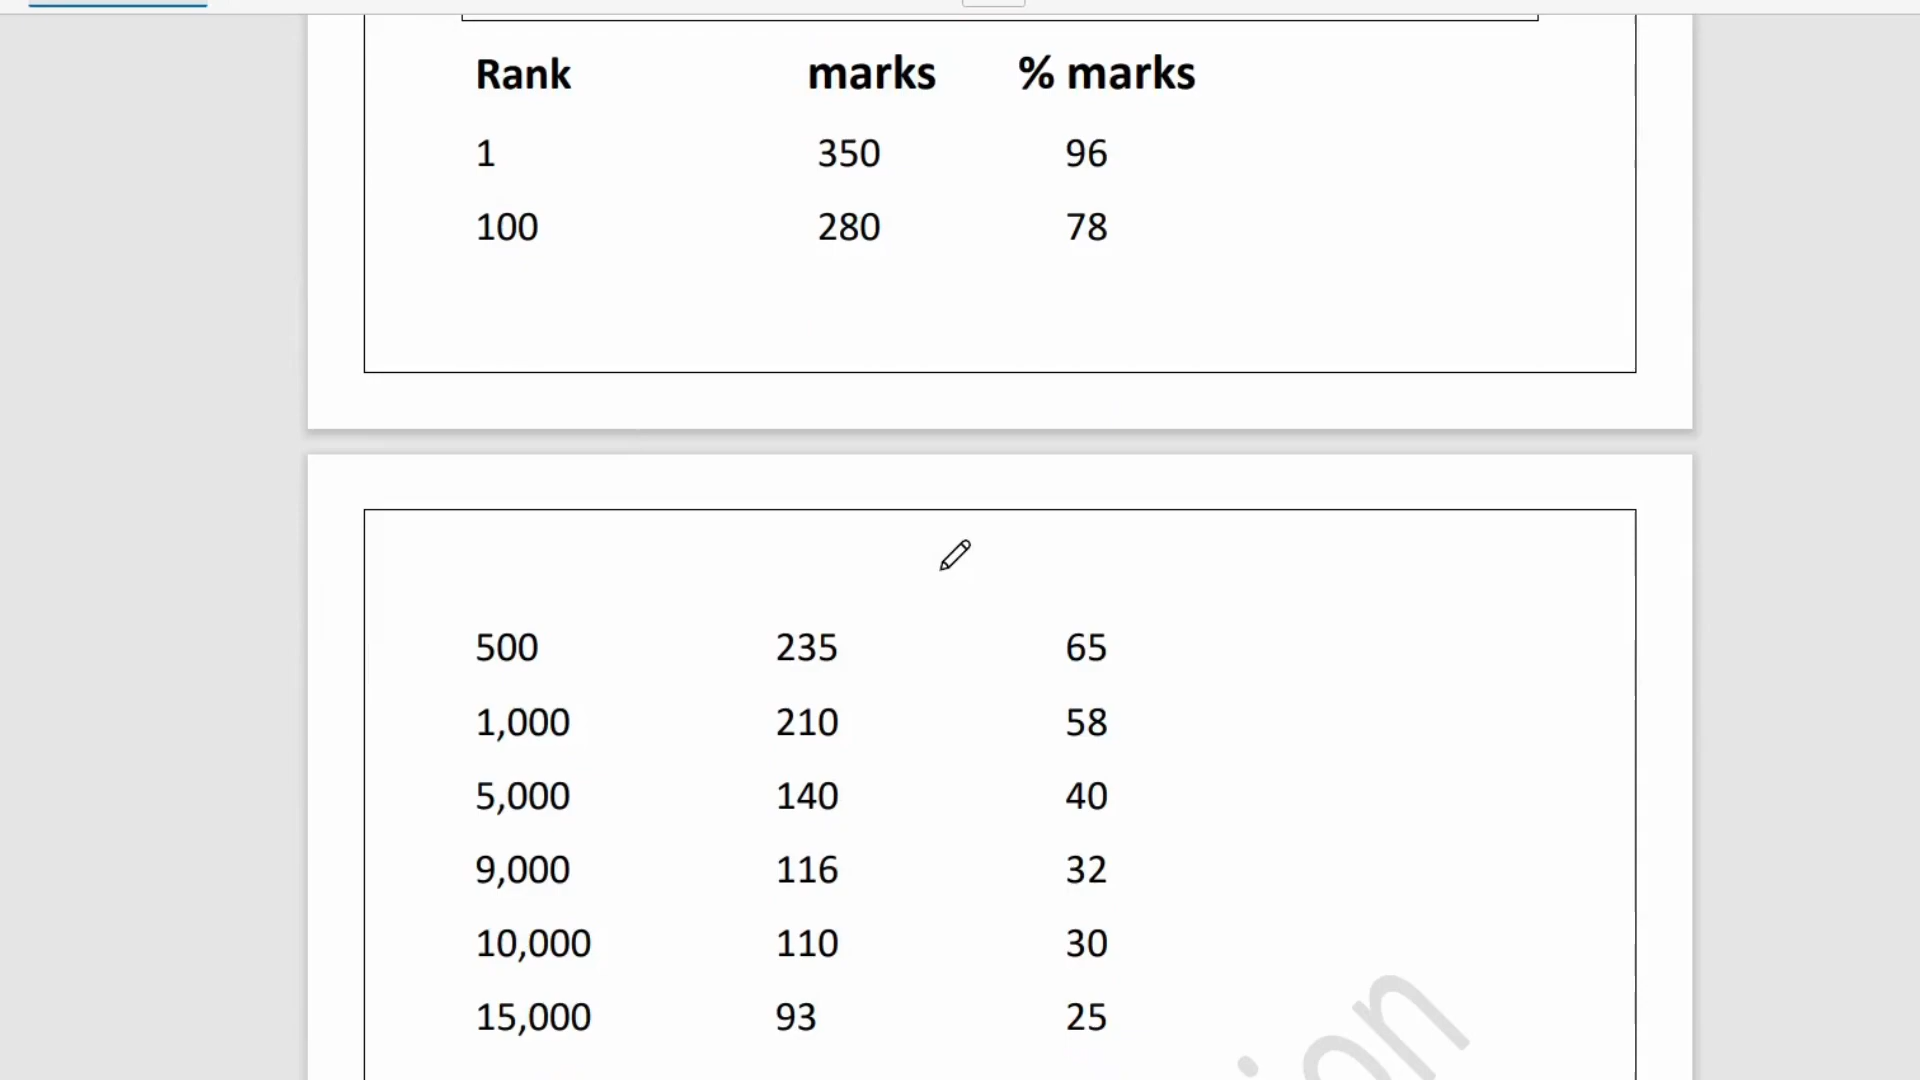 Rank marks % marks
1 350 96
100 280 78
500 235 65
1,000 210 58
5,000 140 40
9,000 116 32
10,000 110 30
15,000 93 25